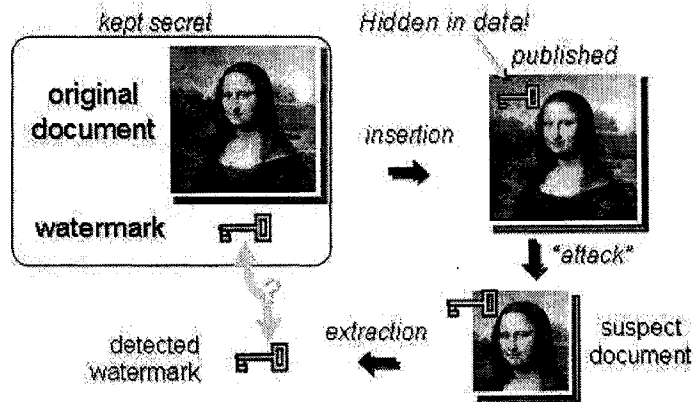 kept secret
Hidden in data!
published
original
document
insertion
watermark
"attack"
?
detected
watermark
extraction
suspect
document